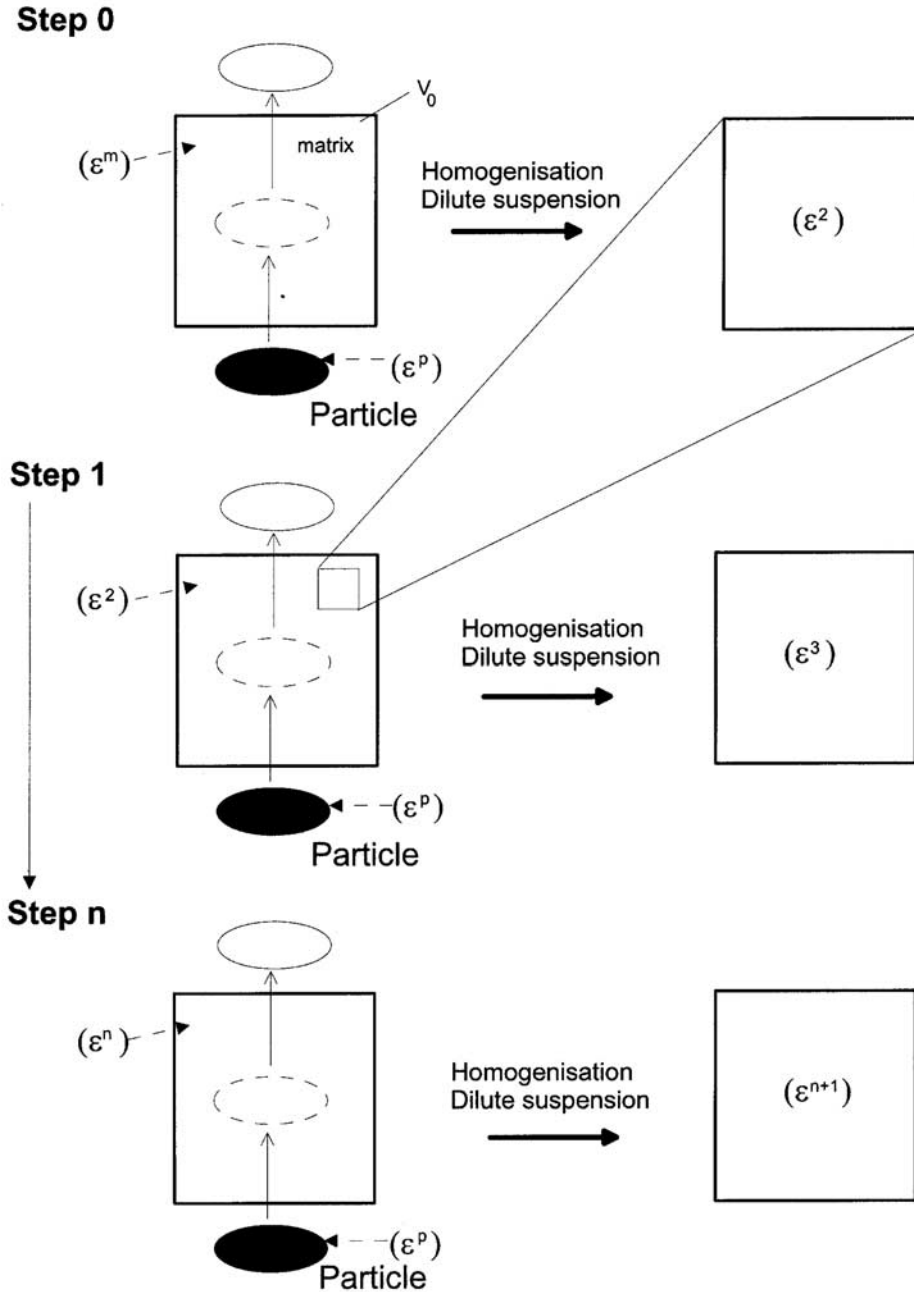 Step 0
V₀
(εᵐ)
matrix
Homogenisation
Dilute suspension
(ε²)
(εᵖ)
Particle
Step 1
(ε²)
Homogenisation
Dilute suspension
(ε³)
(εᵖ)
Particle
Step n
(εⁿ)
Homogenisation
Dilute suspension
(εⁿ⁺¹)
(εᵖ)
Particle